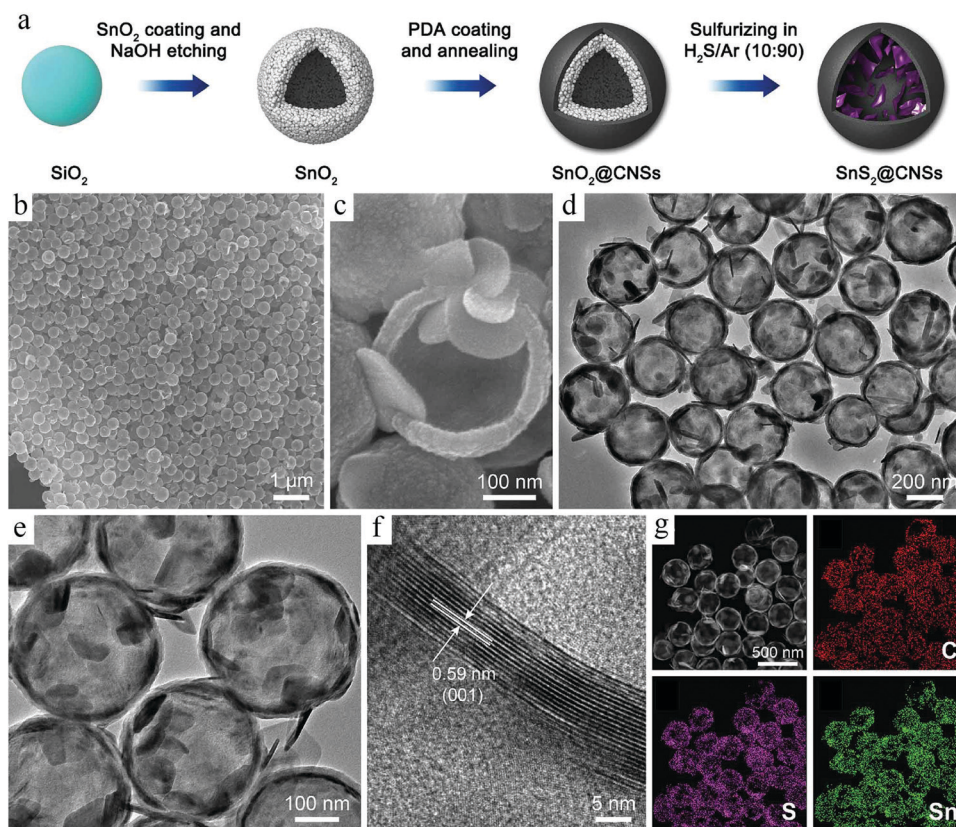 a
SnO₂ coating and
NaOH etching
PDA coating
and annealing
Sulfurizing in
H₂S/Ar (10:90)
SiO₂
SnO₂
SnO₂@CNSs
SnS₂@CNSs
b
1 μm
c
100 nm
d
200 nm
e
100 nm
f
0.59 nm
(001)
5 nm
g
500 nm
C
S
Sn